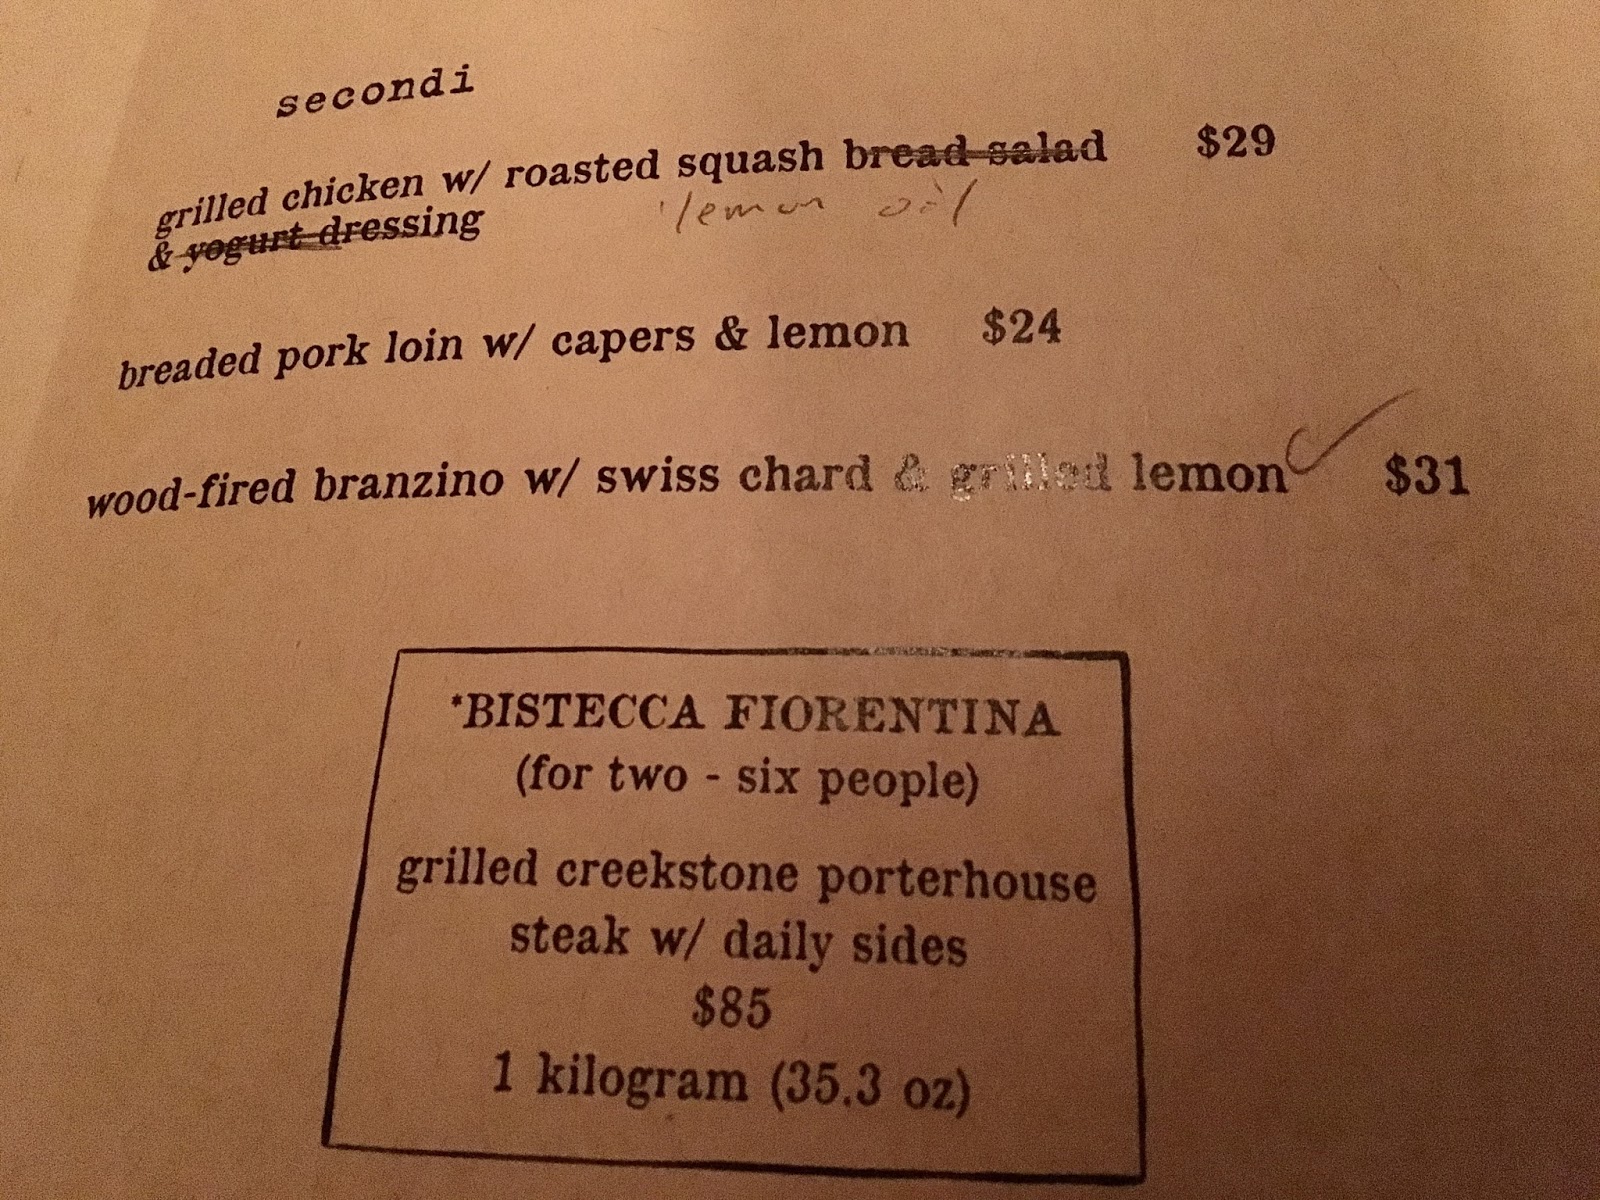 secondi
grilled chicken w/ roasted squash bread salad $29
& yogurt dressing
lemon oil
breaded pork loin w/ capers & lemon $24
wood-fired branzino w/ swiss chard & grilled lemon $31
*BISTECCA FIORENTINA
(for two - six people)
grilled creekstone porterhouse
steak w/ daily sides
$85
1 kilogram (35.3 oz)